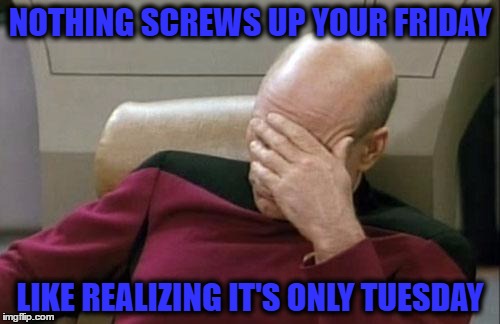 NOTHING SCREWS UP YOUR FRIDAY
LIKE REALIZING IT'S ONLY TUESDAY
imgflip.com